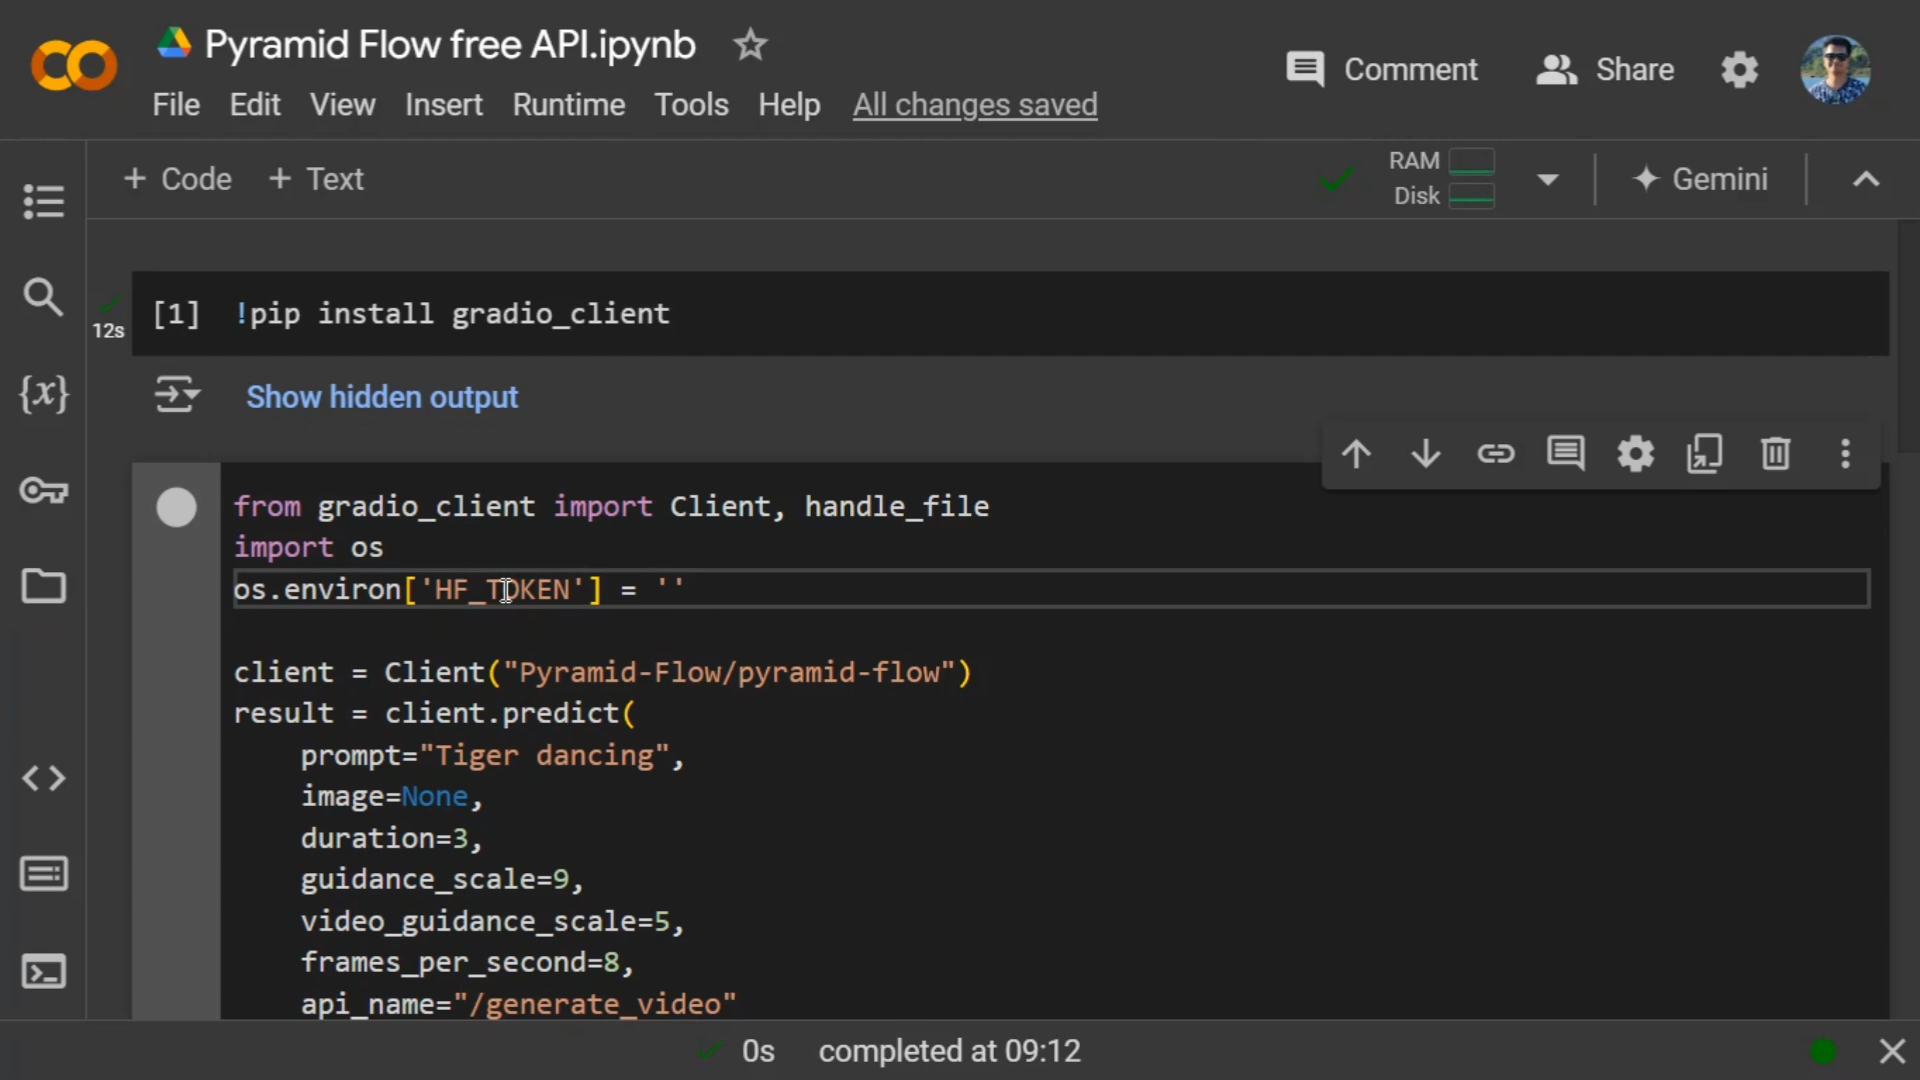 Pyramid Flow free API.ipynb
Comment
Share
File Edit View Insert Runtime Tools Help All changes saved
+ Code + Text
RAM
Disk
Gemini
12s
[1] !pip install gradio_client
Show hidden output
from gradio_client import Client, handle_file
import os
os.environ['HF_TOKEN'] = ''
client = Client("Pyramid-Flow/pyramid-flow")
result = client.predict(
prompt="Tiger dancing",
image=None,
duration=3,
guidance_scale=9,
video_guidance_scale=5,
frames_per_second=8,
api_name="/generate_video"
0s completed at 09:12